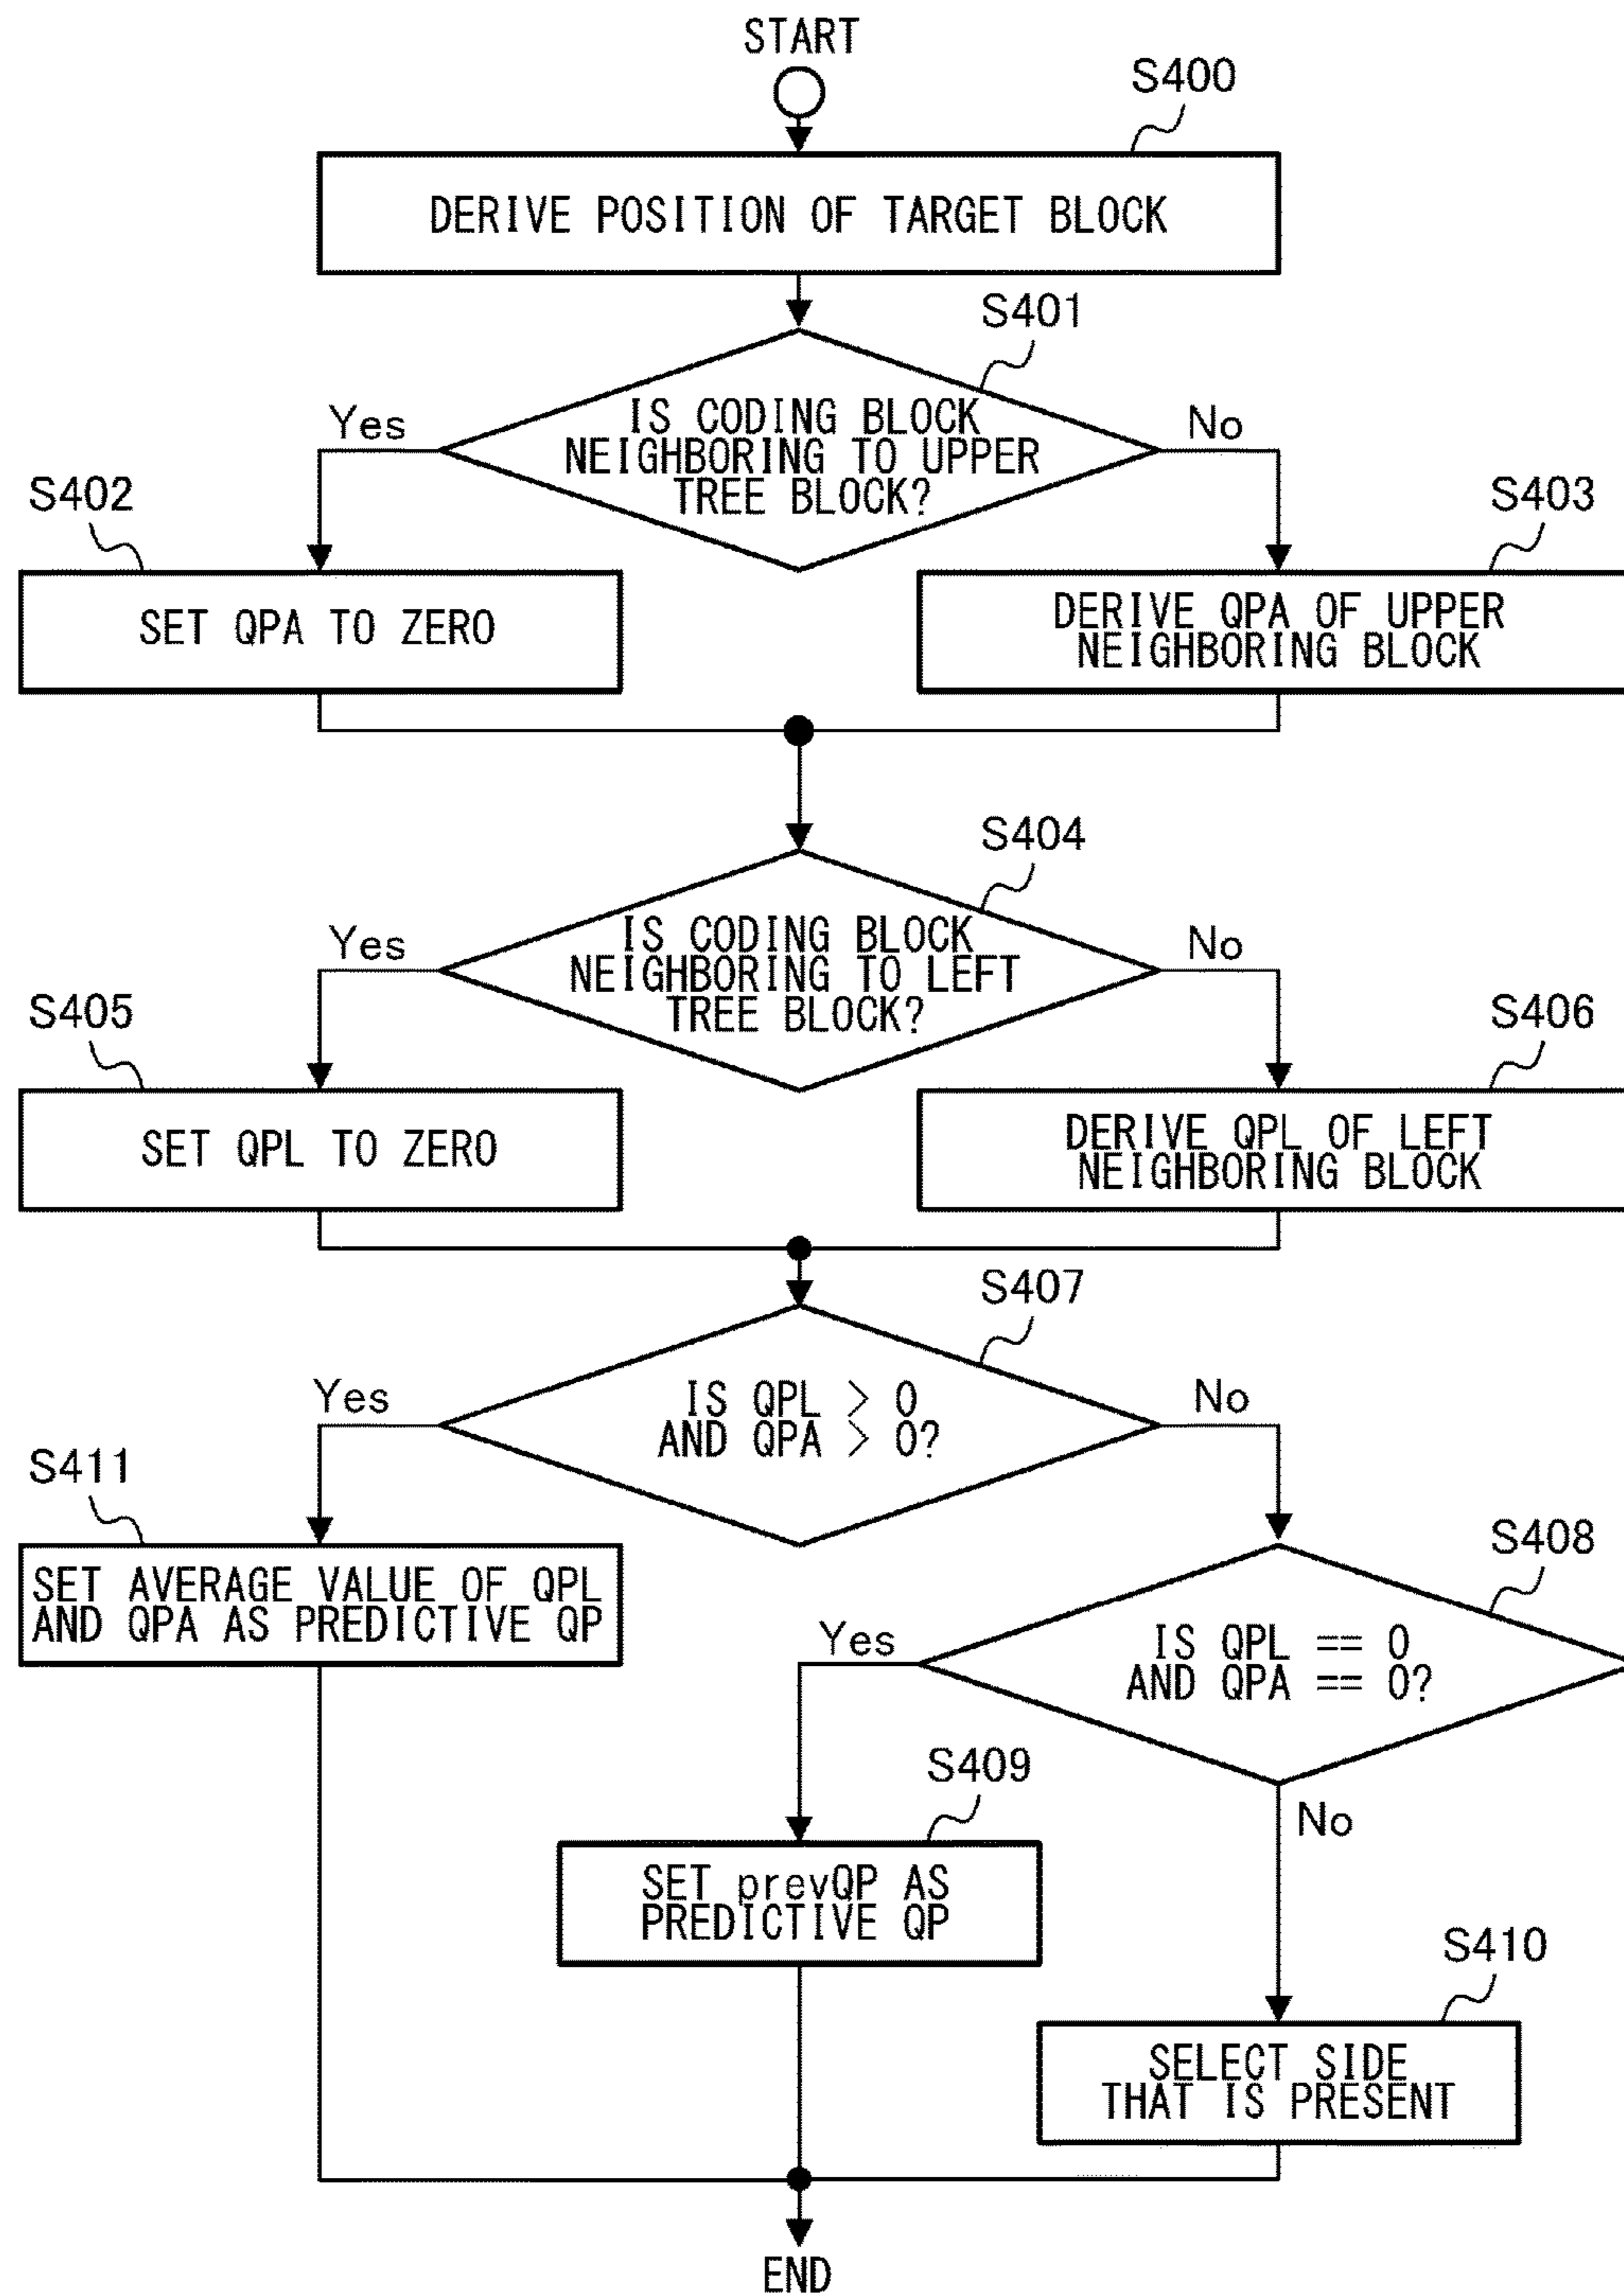 START
S400
DERIVE POSITION OF TARGET BLOCK
S401
IS CODING BLOCK
NEIGHBORING TO UPPER
TREE BLOCK?
Yes
No
S402
S403
SET QPA TO ZERO
DERIVE QPA OF UPPER
NEIGHBORING BLOCK
S404
IS CODING BLOCK
NEIGHBORING TO LEFT
TREE BLOCK?
Yes
No
S405
S406
SET QPL TO ZERO
DERIVE QPL OF LEFT
NEIGHBORING BLOCK
S407
IS QPL > 0
AND QPA > 0?
Yes
No
S411
S408
SET AVERAGE VALUE OF QPL
AND QPA AS PREDICTIVE QP
IS QPL == 0
AND QPA == 0?
Yes
No
S409
SET prevQP AS
PREDICTIVE QP
S410
SELECT SIDE
THAT IS PRESENT
END